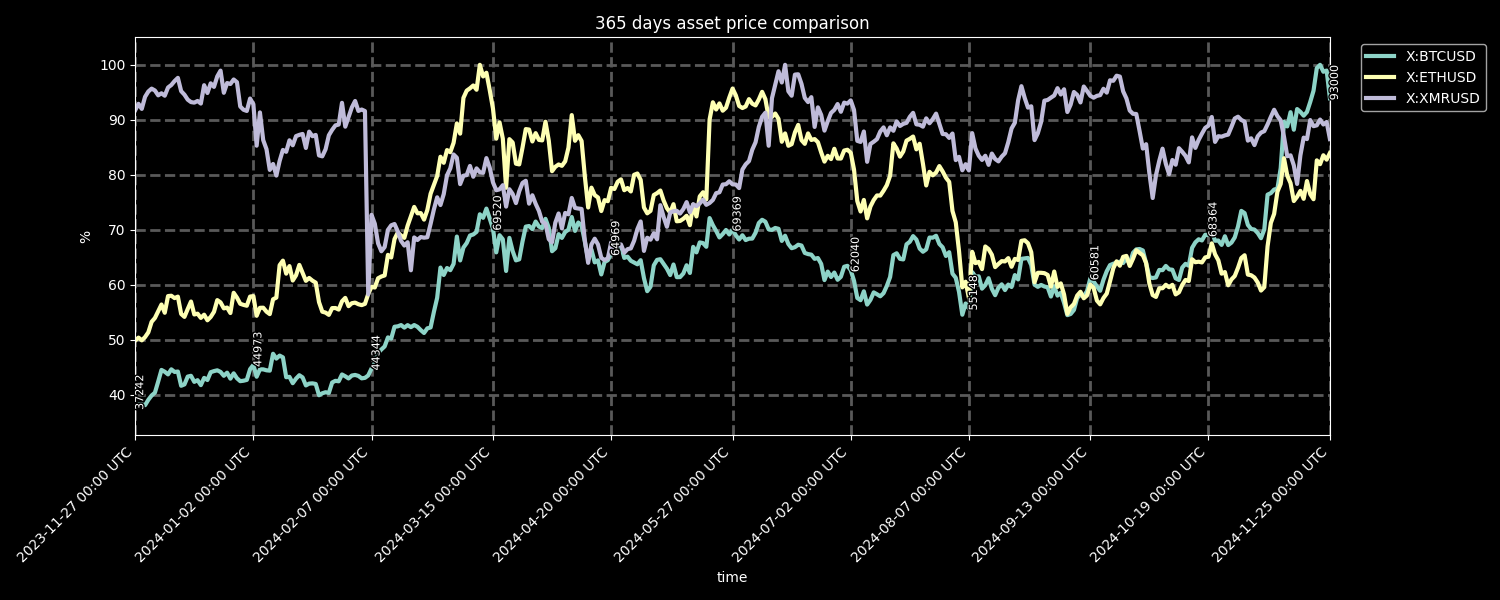 365 days asset price comparison
X:BTCUSD
X:ETHUSD
X:XMRUSD
%
100
90
80
70
60
50
40
37242
44973
44344
69520
64969
69369
62040
55148
60581
68364
93000
2023-11-27 00:00 UTC
2024-01-02 00:00 UTC
2024-02-07 00:00 UTC
2024-03-15 00:00 UTC
2024-04-20 00:00 UTC
2024-05-27 00:00 UTC
2024-07-02 00:00 UTC
2024-08-07 00:00 UTC
2024-09-13 00:00 UTC
2024-10-19 00:00 UTC
2024-11-25 00:00 UTC
time